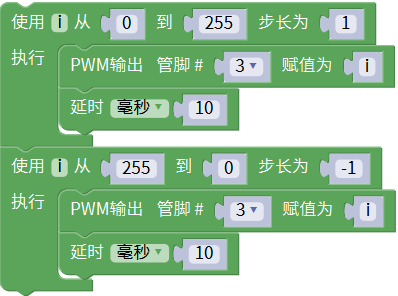 使用 i 从 0 到 255 步长为 1
执行 PWM输出 管脚 # 3 赋值为 i
延时 毫秒 10
使用 i 从 255 到 0 步长为 -1
执行 PWM输出 管脚 # 3 赋值为 i
延时 毫秒 10